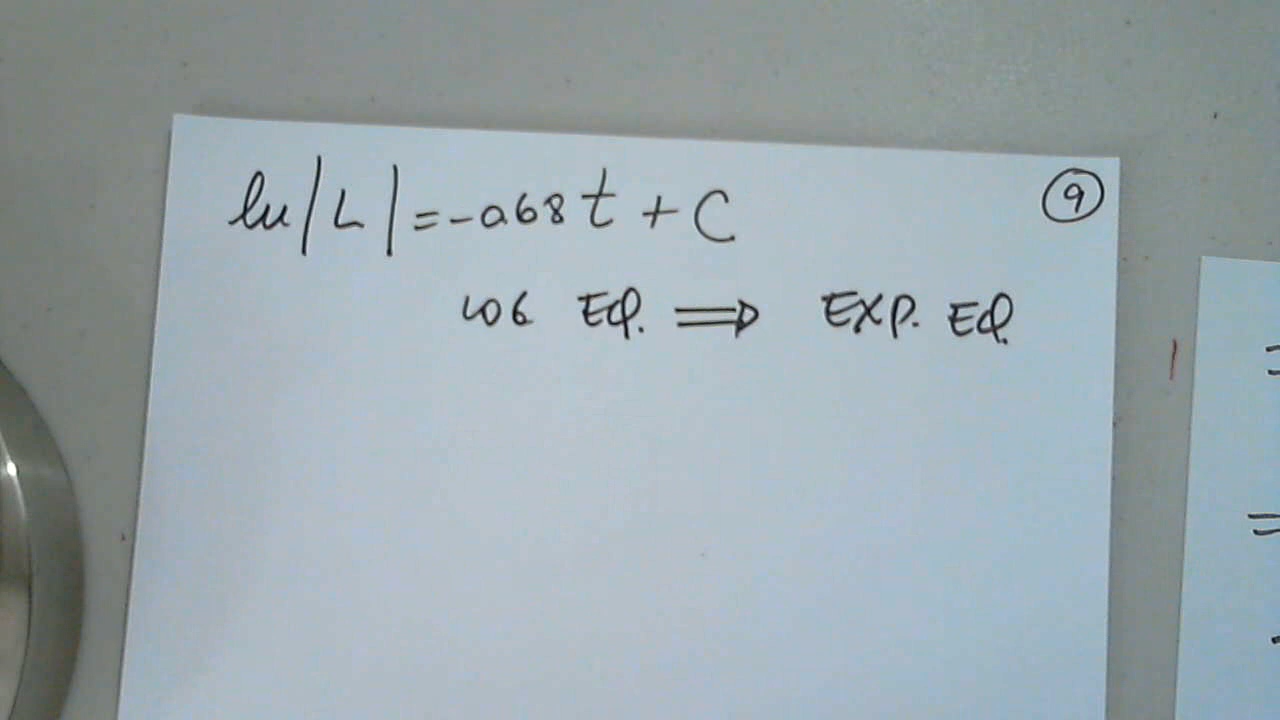 ln|L|=-0.68t+C
9
LOG EQ. ⇒ EXP. EQ.
=
=